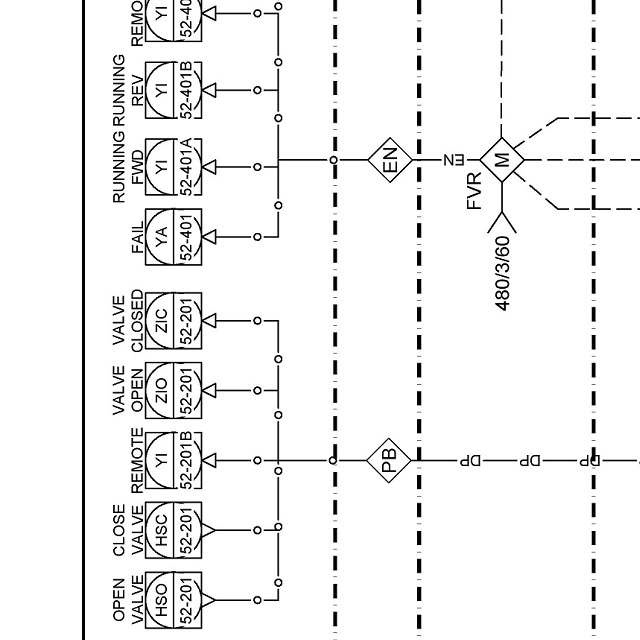 REMO
YI
52-40
RUNNING
REV
YI
52-401B
RUNNING
FWD
YI
52-401A
FAIL
YA
52-401
VALVE
CLOSED
ZIC
52-201
VALVE
OPEN
ZIO
52-201
REMOTE
YI
52-201B
CLOSE
VALVE
HSC
52-201
OPEN
VALVE
HSO
52-201
EN
EN
M
FVR
480/3/60
PB
DP
DP
DP